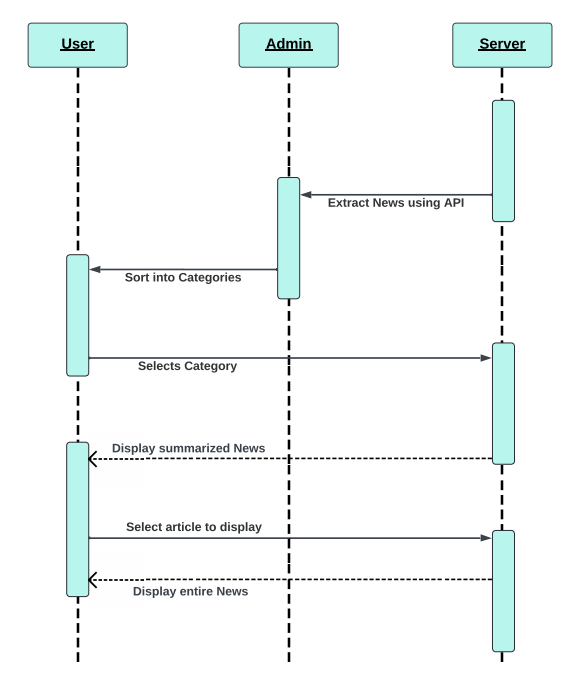 User
Admin
Server
Extract News using API
Sort into Categories
Selects Category
Display summarized News
Select article to display
Display entire News